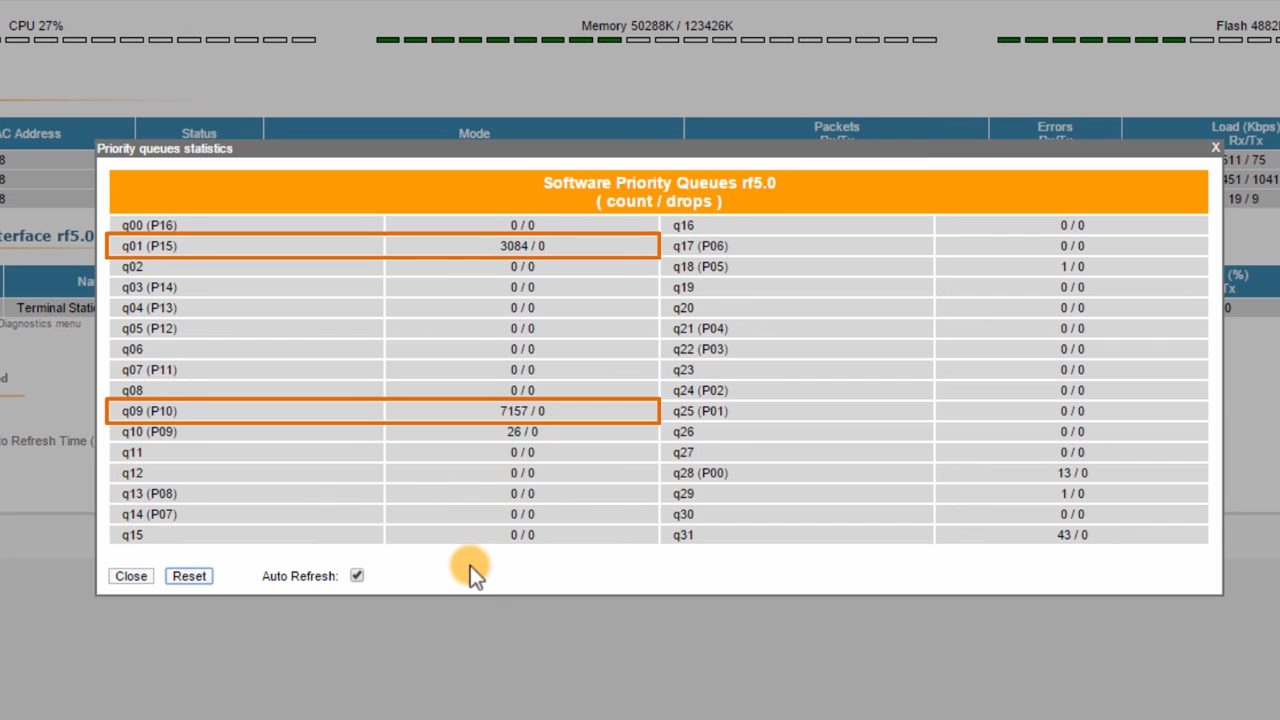 CPU 27%
Memory 50288K / 123426K
Flash 4882
AC Address Status Mode Packets Errors Load (Kbps)
Rx/Tx
Priority queues statistics X
8 511 / 75
8 451 / 1041
8 19 / 9
Software Priority Queues rf5.0
( count / drops )
q00 (P16) 0 / 0 q16 0 / 0
q01 (P15) 3084 / 0 q17 (P06) 0 / 0
q02 0 / 0 q18 (P05) 1 / 0
q03 (P14) 0 / 0 q19 0 / 0
q04 (P13) 0 / 0 q20 0 / 0
q05 (P12) 0 / 0 q21 (P04) 0 / 0
q06 0 / 0 q22 (P03) 0 / 0
q07 (P11) 0 / 0 q23 0 / 0
q08 0 / 0 q24 (P02) 0 / 0
q09 (P10) 7157 / 0 q25 (P01) 0 / 0
q10 (P09) 26 / 0 q26 0 / 0
q11 0 / 0 q27 0 / 0
q12 0 / 0 q28 (P00) 13 / 0
q13 (P08) 0 / 0 q29 1 / 0
q14 (P07) 0 / 0 q30 0 / 0
q15 0 / 0 q31 43 / 0
Close Reset Auto Refresh:
terface rf5.0
Na
(%)
Tx
Terminal Stati
0
Diagnostics menu
ed
to Refresh Time (